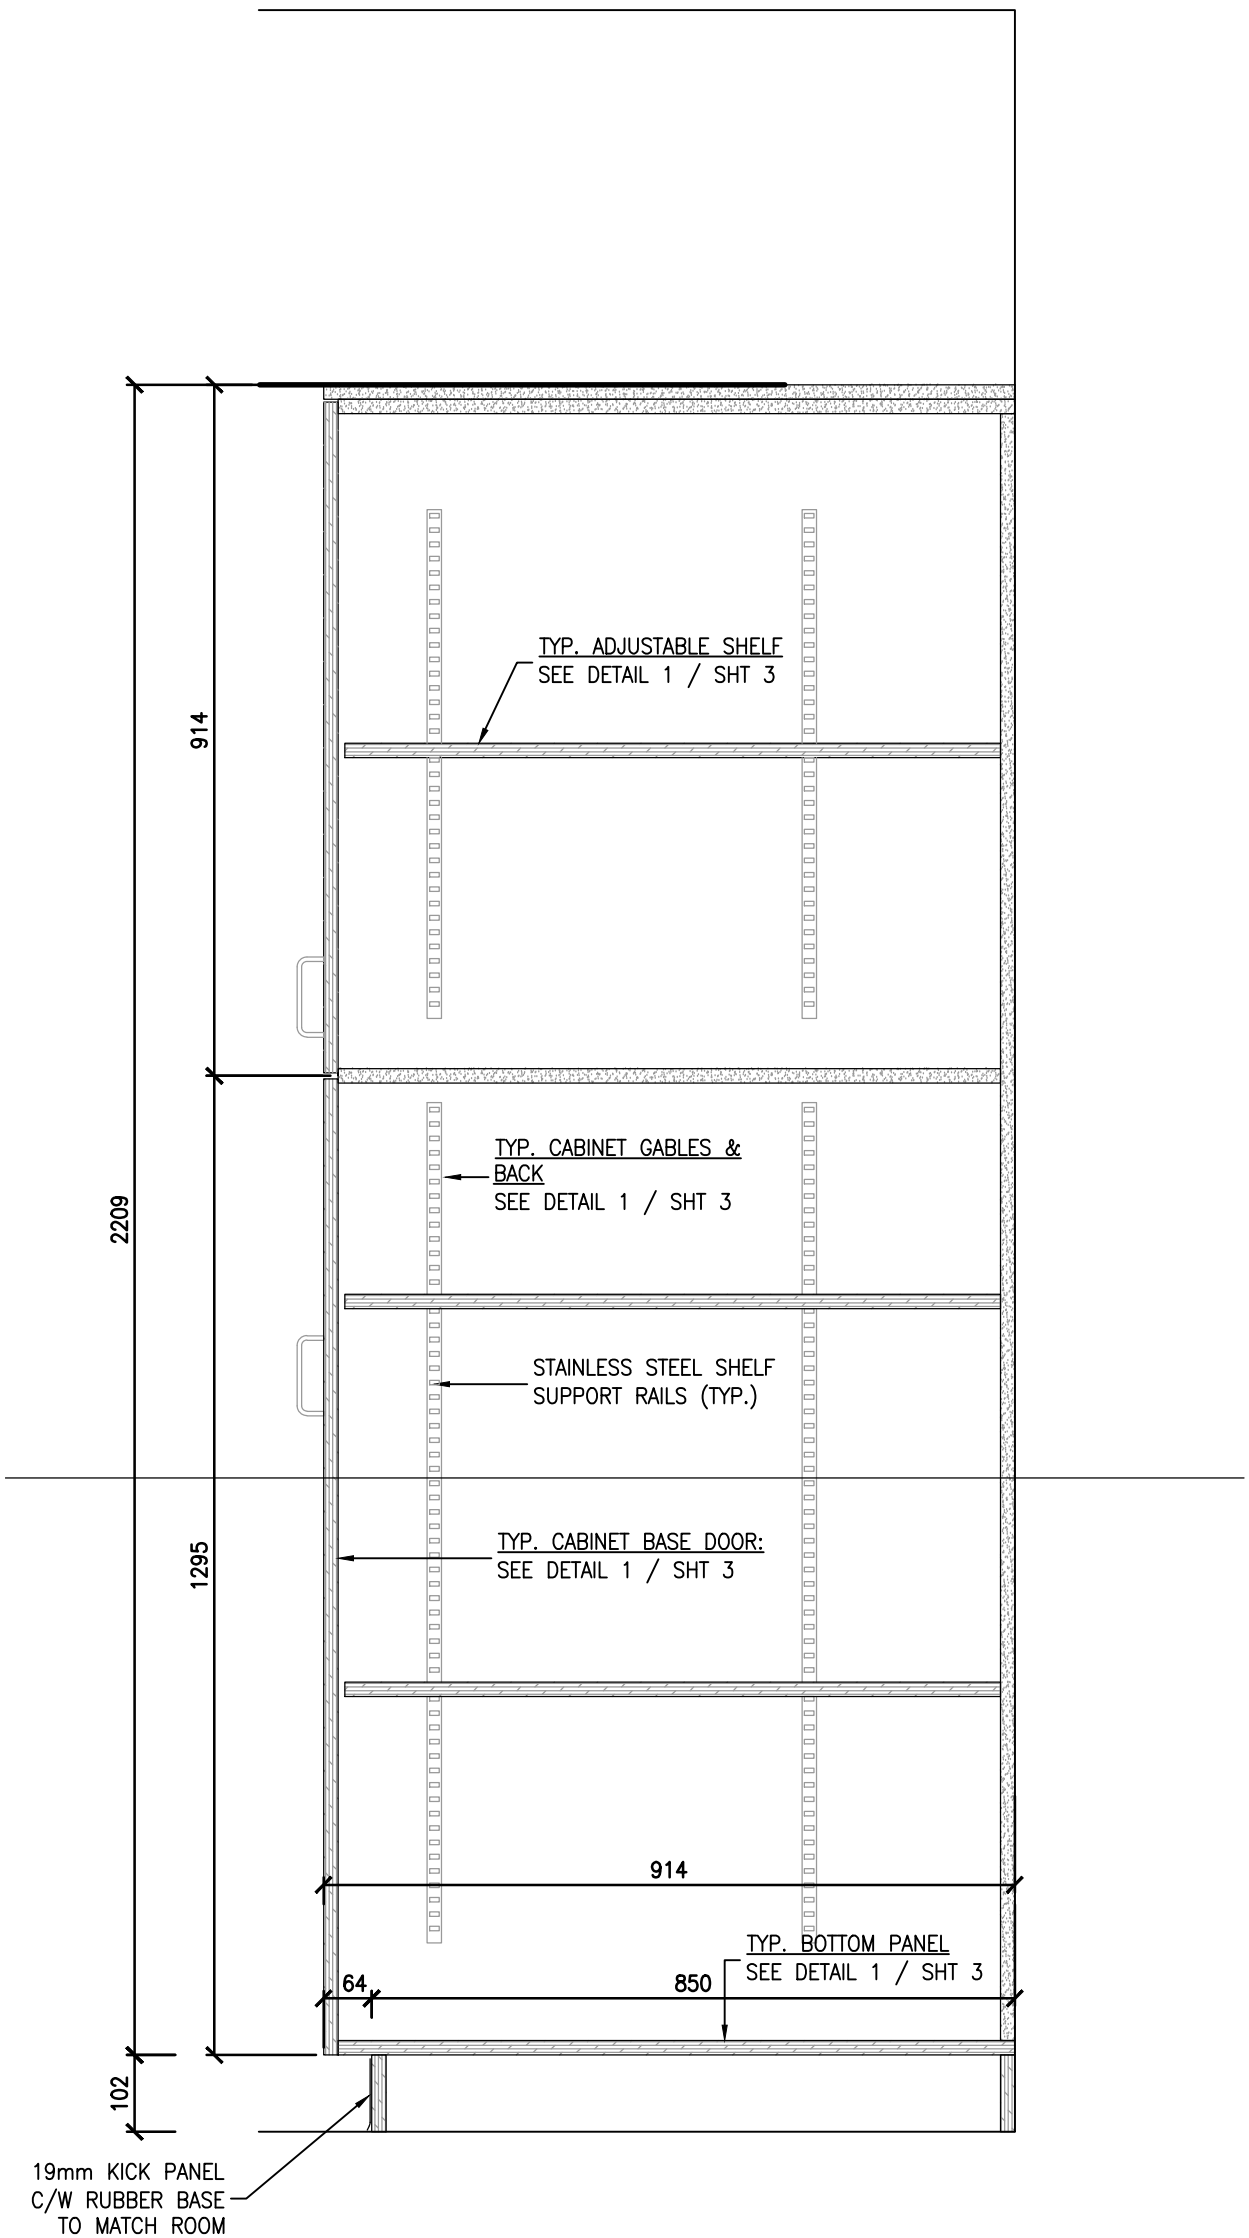 TYP. ADJUSTABLE SHELF
SEE DETAIL 1 / SHT 3
914
TYP. CABINET GABLES &
BACK
SEE DETAIL 1 / SHT 3
2209
STAINLESS STEEL SHELF
SUPPORT RAILS (TYP.)
TYP. CABINET BASE DOOR:
SEE DETAIL 1 / SHT 3
1295
914
TYP. BOTTOM PANEL
SEE DETAIL 1 / SHT 3
64
850
102
19mm KICK PANEL
C/W RUBBER BASE
TO MATCH ROOM